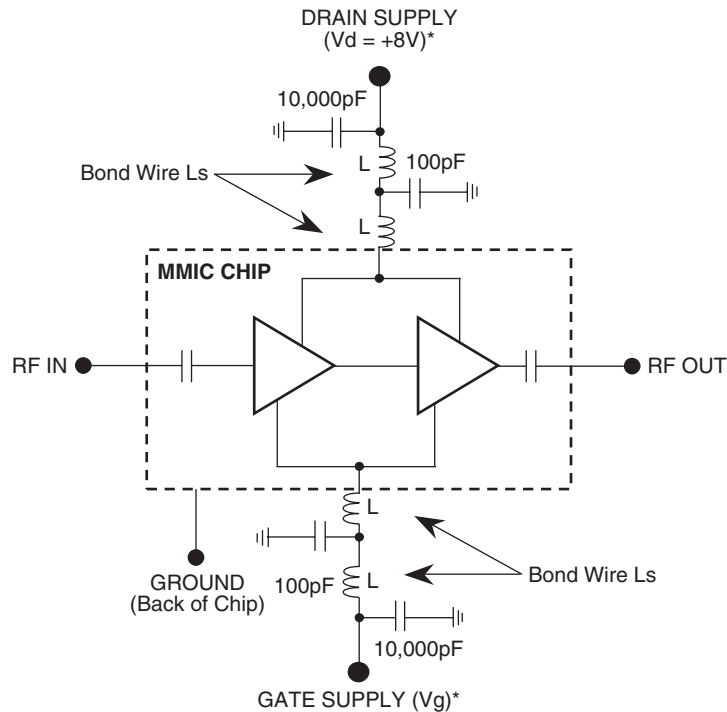 DRAIN SUPPLY
(Vd = +8V)*
10,000pF
L
100pF
Bond Wire Ls
L
MMIC CHIP
RF IN
RF OUT
L
GROUND
(Back of Chip)
100pF
L
Bond Wire Ls
10,000pF
GATE SUPPLY (Vg)*